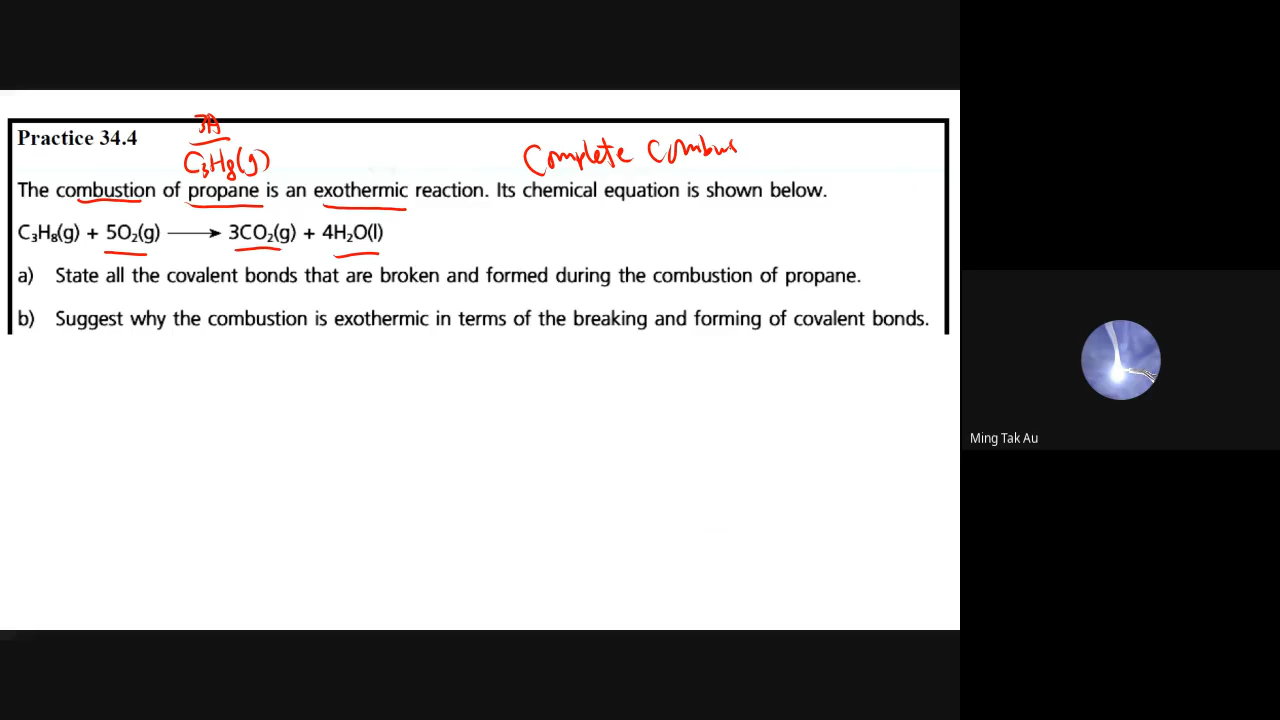 Practice 34.4
C₃H₈(g)
Complete Combus
The combustion of propane is an exothermic reaction. Its chemical equation is shown below.
C₃H₈(g) + 5O₂(g) ⟶ 3CO₂(g) + 4H₂O(l)
a) State all the covalent bonds that are broken and formed during the combustion of propane.
b) Suggest why the combustion is exothermic in terms of the breaking and forming of covalent bonds.
Ming Tak Au